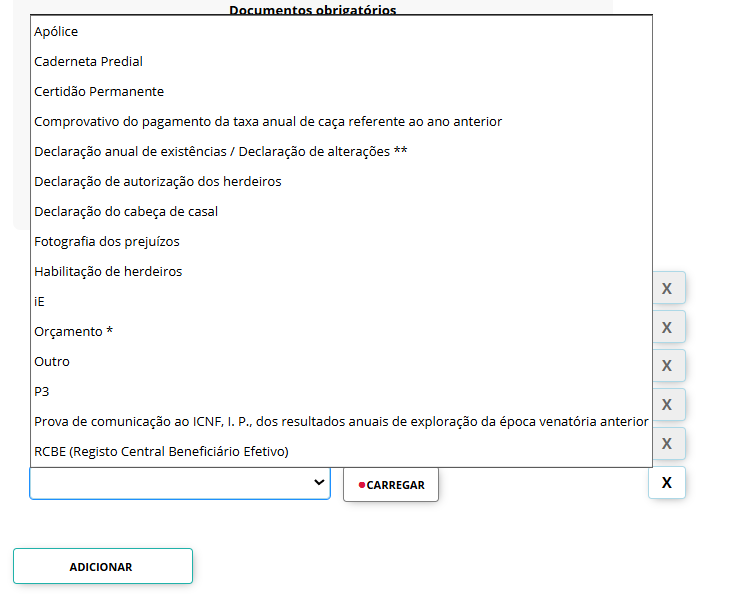 Documentos obrigatórios
Apólice
Caderneta Predial
Certidão Permanente
Comprovativo do pagamento da taxa anual de caça referente ao ano anterior
Declaração anual de existências / Declaração de alterações **
Declaração de autorização dos herdeiros
Declaração do cabeça de casal
Fotografia dos prejuízos
Habilitação de herdeiros
X
iE
Orçamento *
X
Outro
X
P3
X
Prova de comunicação ao ICNF, I. P., dos resultados anuais de exploração da época venatória anterior
X
RCBE (Registo Central Beneficiário Efetivo)
CARREGAR
X
ADICIONAR